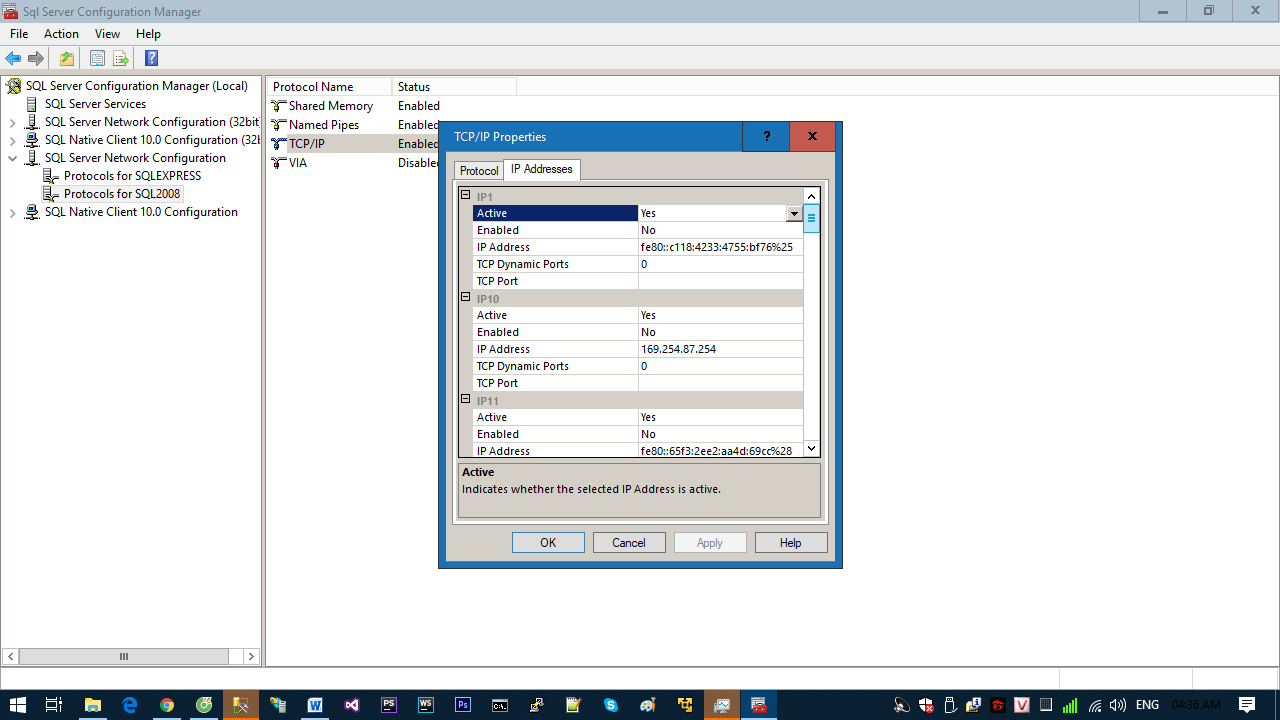 Sql Server Configuration Manager
File Action View Help
SQL Server Configuration Manager (Local)
SQL Server Services
SQL Server Network Configuration (32bit
SQL Native Client 10.0 Configuration (32
SQL Server Network Configuration
Protocols for SQLEXPRESS
Protocols for SQL2008
SQL Native Client 10.0 Configuration
Protocol Name Status
Shared Memory Enabled
Named Pipes Enabled
TCP/IP Enabled
VIA Disabled
TCP/IP Properties ?
Protocol IP Addresses
IP1
Active Yes
Enabled No
IP Address fe80::c118:4233:4755:bf76%25
TCP Dynamic Ports 0
TCP Port
IP10
Active Yes
Enabled No
IP Address 169.254.87.254
TCP Dynamic Ports 0
TCP Port
IP11
Active Yes
Enabled No
IP Address fe80::65f3:2ee2:aa4d:69cc%28
Active
Indicates whether the selected IP Address is active.
OK Cancel Apply Help
ENG 04:36 AM